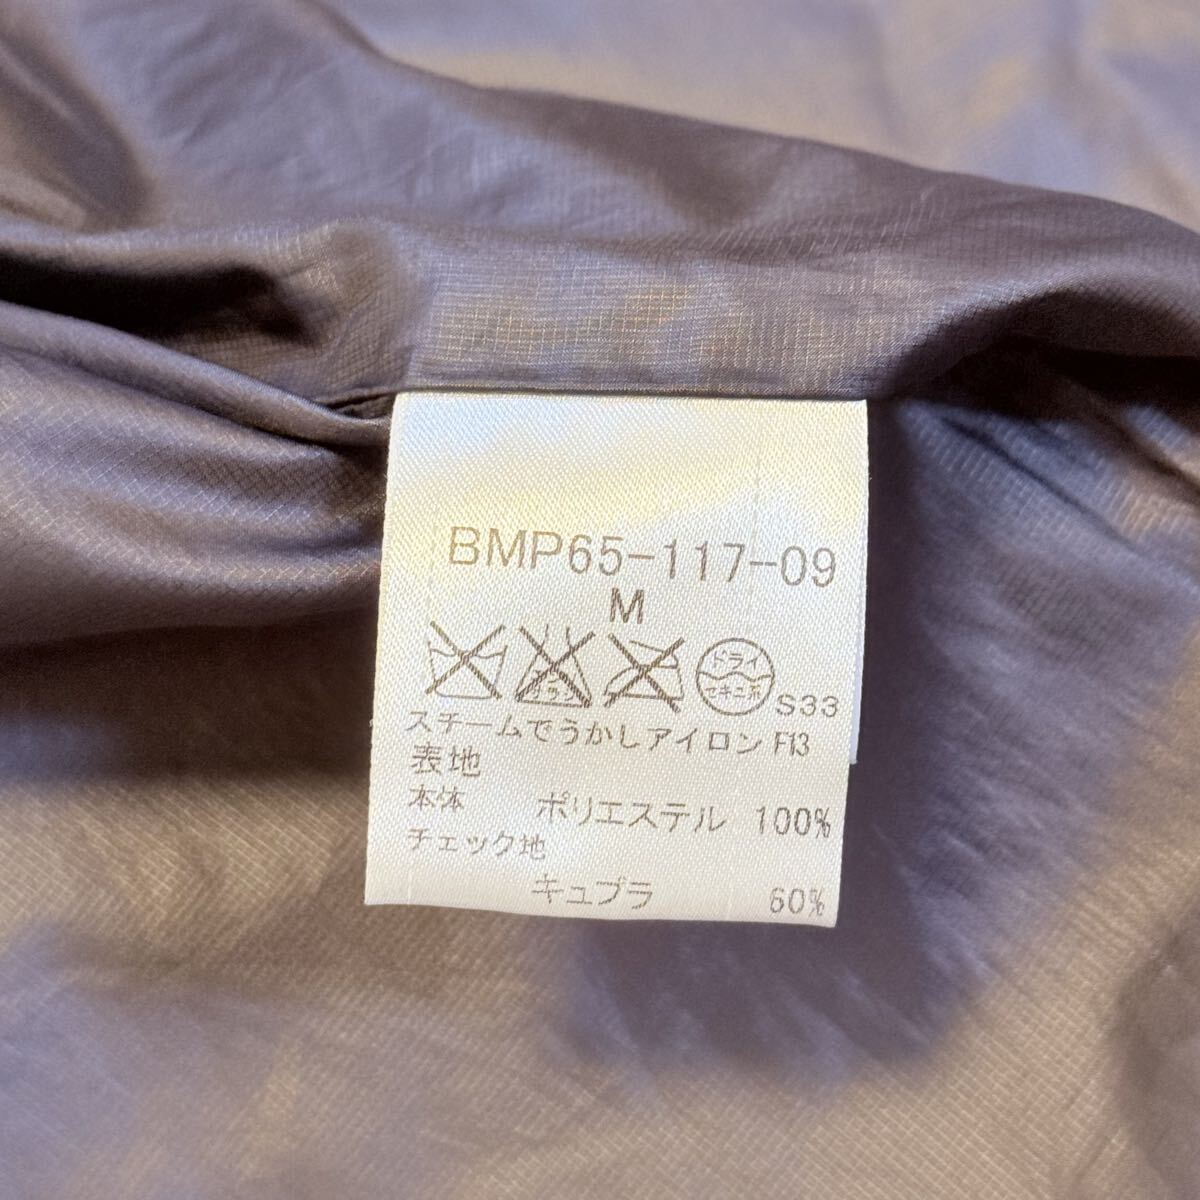 BMP65-117-09
M
ドライ
セキユ系
S33
スチームでうかしアイロン F13
表地
本体 ポリエステル 100%
チェック地
キュプラ 60%